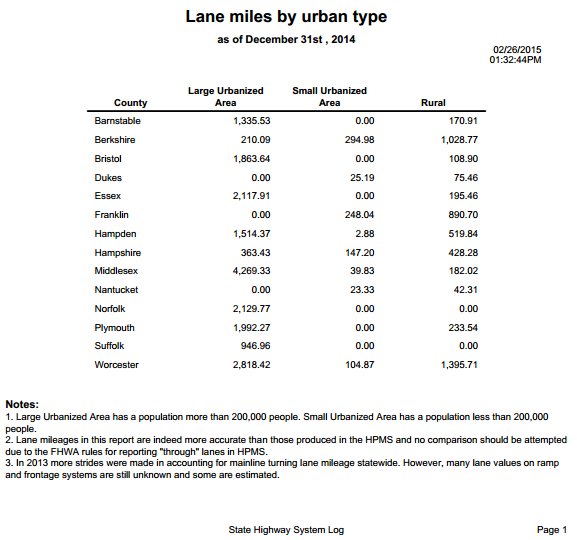 Lane miles by urban type
as of December 31st , 2014
02/26/2015
01:32:44PM
Large Urbanized Small Urbanized
County Area Area Rural
Barnstable 1,335.53 0.00 170.91
Berkshire 210.09 294.98 1,028.77
Bristol 1,863.64 0.00 108.90
Dukes 0.00 25.19 75.46
Essex 2,117.91 0.00 195.46
Franklin 0.00 248.04 890.70
Hampden 1,514.37 2.88 519.84
Hampshire 363.43 147.20 428.28
Middlesex 4,269.33 39.83 182.02
Nantucket 0.00 23.33 42.31
Norfolk 2,129.77 0.00 0.00
Plymouth 1,992.27 0.00 233.54
Suffolk 946.96 0.00 0.00
Worcester 2,818.42 104.87 1,395.71
Notes:
1. Large Urbanized Area has a population more than 200,000 people. Small Urbanized Area has a population less than 200,000
people.
2. Lane mileages in this report are indeed more accurate than those produced in the HPMS and no comparison should be attempted
due to the FHWA rules for reporting "through" lanes in HPMS.
3. In 2013 more strides were made in accounting for mainline turning lane mileage statewide. However, many lane values on ramp
and frontage systems are still unknown and some are estimated.
State Highway System Log Page 1